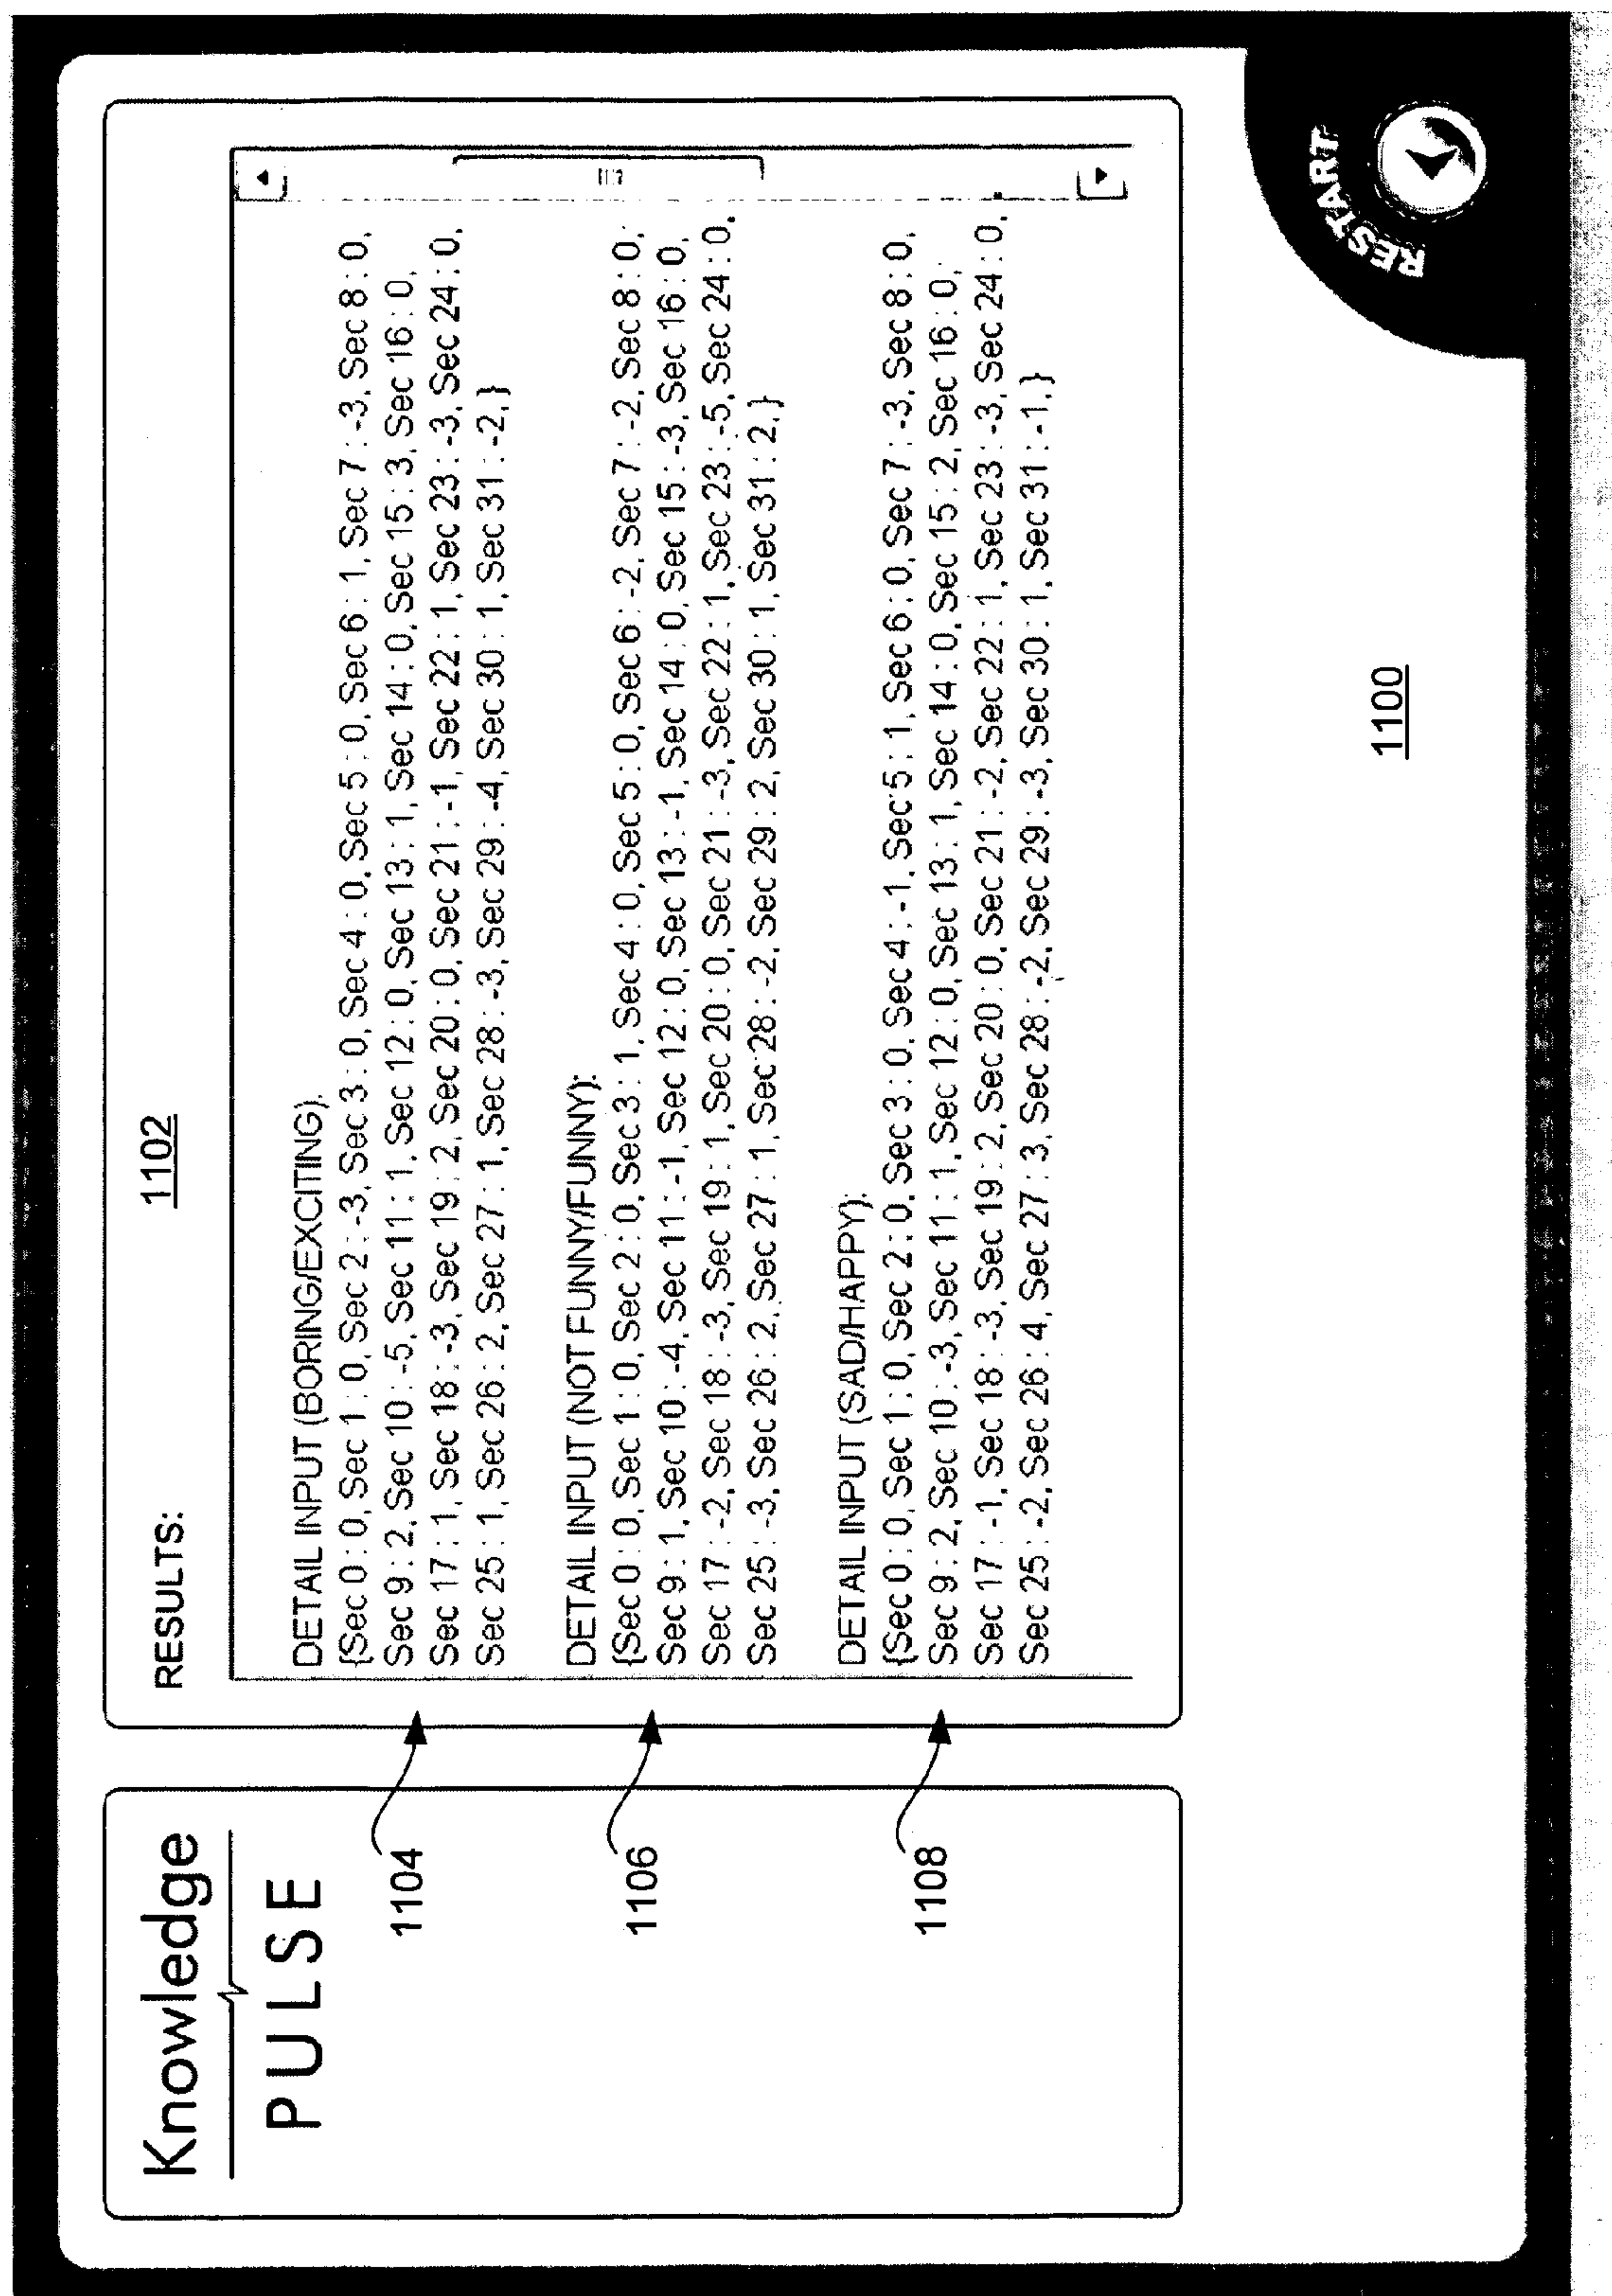 Knowledge
PULSE
1102
RESULTS:
DETAIL INPUT (BORING/EXCITING).
{Sec 0 : 0, Sec 1 : 0, Sec 2 : -3, Sec 3 : 0, Sec 4 : 0, Sec 5 : 0, Sec 6 : 1, Sec 7 : -3, Sec 8 : 0,
Sec 9 : 2, Sec 10 : -5, Sec 11 : 1, Sec 12 : 0, Sec 13 : 1, Sec 14 : 0, Sec 15 : 3, Sec 16 : 0,
Sec 17 : 1, Sec 18 : -3, Sec 19 : 2, Sec 20 : 0, Sec 21 : -1, Sec 22 : 1, Sec 23 : -3, Sec 24 : 0,
Sec 25 : 1, Sec 26 : 2, Sec 27 : 1, Sec 28 : -3, Sec 29 : -4, Sec 30 : 1, Sec 31 : -2, }
DETAIL INPUT (NOT FUNNY/FUNNY):
{Sec 0 : 0, Sec 1 : 0, Sec 2 : 0, Sec 3 : 1, Sec 4 : 0, Sec 5 : 0, Sec 6 : -2, Sec 7 : -2, Sec 8 : 0,
Sec 9 : 1, Sec 10 : -4, Sec 11 : -1, Sec 12 : 0, Sec 13 : -1, Sec 14 : 0, Sec 15 : -3, Sec 16 : 0,
Sec 17 : -2, Sec 18 : -3, Sec 19 : 1, Sec 20 : 0, Sec 21 : -3, Sec 22 : 1, Sec 23 : -5, Sec 24 : 0,
Sec 25 : -3, Sec 26 : 2, Sec 27 : 1, Sec 28 : -2, Sec 29 : 2, Sec 30 : 1, Sec 31 : 2, }
DETAIL INPUT (SAD/HAPPY):
{Sec 0 : 0, Sec 1 : 0, Sec 2 : 0, Sec 3 : 0, Sec 4 : -1, Sec 5 : 1, Sec 6 : 0, Sec 7 : -3, Sec 8 : 0,
Sec 9 : 2, Sec 10 : -3, Sec 11 : 1, Sec 12 : 0, Sec 13 : 1, Sec 14 : 0, Sec 15 : 2, Sec 16 : 0,
Sec 17 : -1, Sec 18 : -3, Sec 19 : 2, Sec 20 : 0, Sec 21 : -2, Sec 22 : 1, Sec 23 : -3, Sec 24 : 0,
Sec 25 : -2, Sec 26 : 4, Sec 27 : 3, Sec 28 : -2, Sec 29 : -3, Sec 30 : 1, Sec 31 : -1, }
1104
1106
1108
RESTART
1100